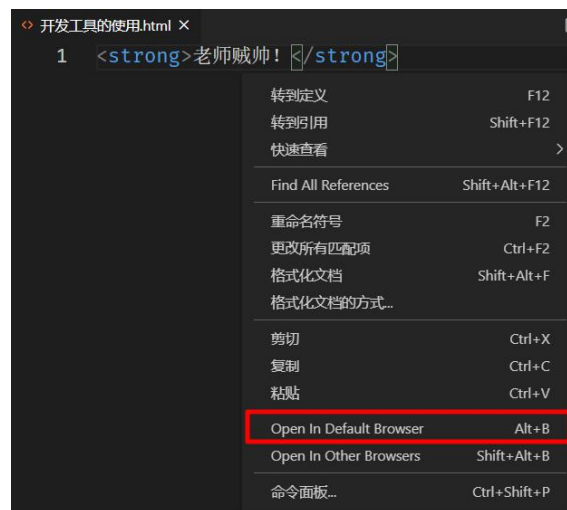 开发工具的使用.html ×
1 <strong>老师贼帅！</strong>
转到定义 F12
转到引用 Shift+F12
快速查看 >
Find All References Shift+Alt+F12
重命名符号 F2
更改所有匹配项 Ctrl+F2
格式化文档 Shift+Alt+F
格式化文档的方式...
剪切 Ctrl+X
复制 Ctrl+C
粘贴 Ctrl+V
Open In Default Browser Alt+B
Open In Other Browsers Shift+Alt+B
命令面板... Ctrl+Shift+P